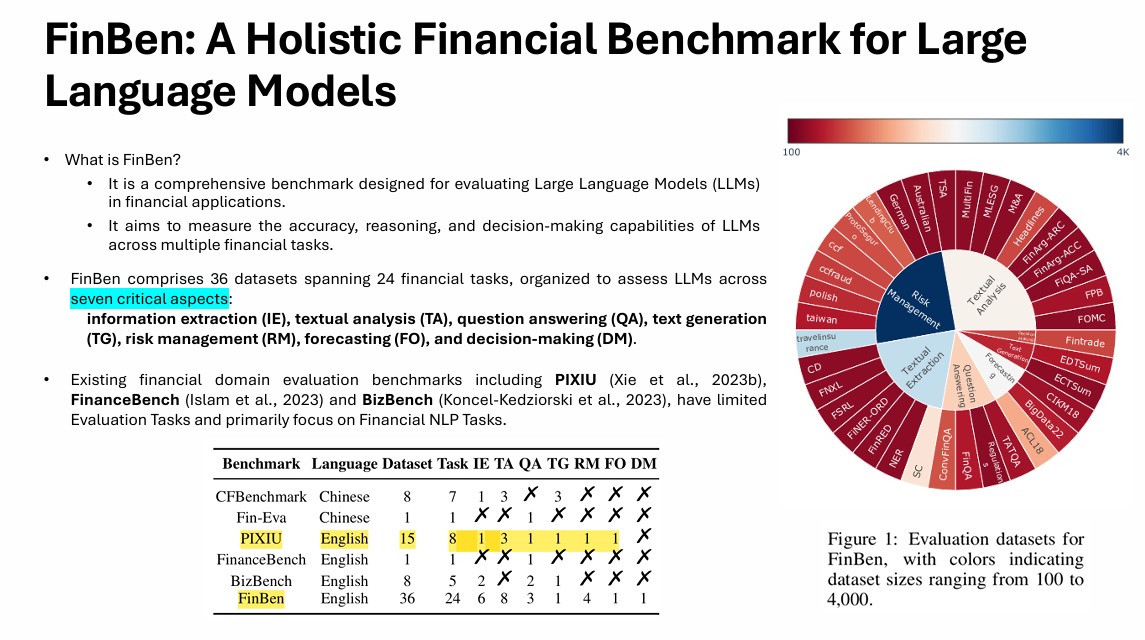 FinBen: A Holistic Financial Benchmark for Large
Language Models
• What is FinBen?
• It is a comprehensive benchmark designed for evaluating Large Language Models (LLMs)
in financial applications.
• It aims to measure the accuracy, reasoning, and decision-making capabilities of LLMs
across multiple financial tasks.
• FinBen comprises 36 datasets spanning 24 financial tasks, organized to assess LLMs across
seven critical aspects:
information extraction (IE), textual analysis (TA), question answering (QA), text generation
(TG), risk management (RM), forecasting (FO), and decision-making (DM).
• Existing financial domain evaluation benchmarks including PIXIU (Xie et al., 2023b),
FinanceBench (Islam et al., 2023) and BizBench (Koncel-Kedziorski et al., 2023), have limited
Evaluation Tasks and primarily focus on Financial NLP Tasks.
Benchmark Language Dataset Task IE TA QA TG RM FO DM
CFBenchmark Chinese 8 7 1 3 ✗ 3 ✗ ✗ ✗
Fin-Eva Chinese 1 1 ✗ ✗ 1 ✗ ✗ ✗ ✗
PIXIU English 15 8 1 3 1 1 1 1 ✗
FinanceBench English 1 1 ✗ ✗ 1 ✗ ✗ ✗ ✗
BizBench English 8 5 2 ✗ 2 1 ✗ ✗ ✗
FinBen English 36 24 6 8 3 1 4 1 1
100
4K
Risk
Management
Textual
Analysis
Text
Generation
Forecastin
g
Question
Answering
Textual
Extraction
TSA
MultiFin
MLESG
M&A
Headlines
FinArg-ARC
FinArg-ACC
FIQA-SA
FPB
FOMC
Fintrade
EDTSum
ECTSum
CIKM18
BigData22
ACL18
TATQA
Regulation
s
FinQA
ConvFinQA
SC
NER
FinRED
FiNER-ORD
FSRL
FNXL
CD
travelinsu
rance
taiwan
polish
ccfraud
ccf
ProtoSegur
o
LendingClu
b
German
Australian
Figure 1: Evaluation datasets for
FinBen, with colors indicating
dataset sizes ranging from 100 to
4,000.